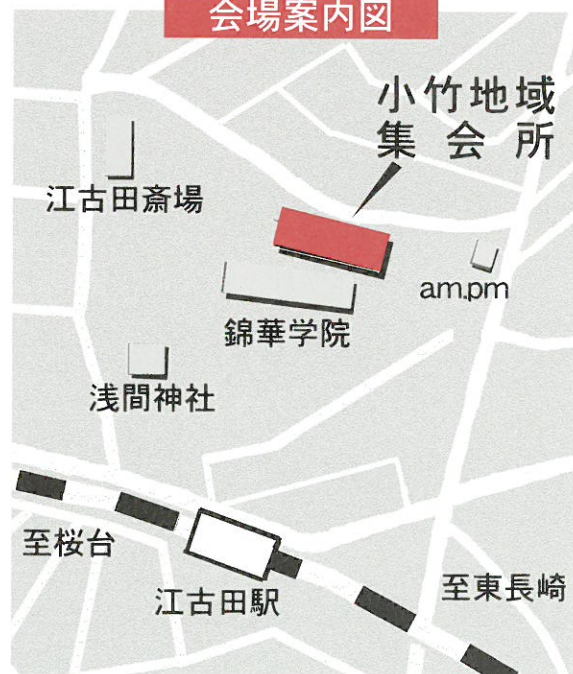 会場案内図
小竹地域
集会所
江古田斎場
am.pm
錦華学院
浅間神社
至桜台
江古田駅
至東長崎